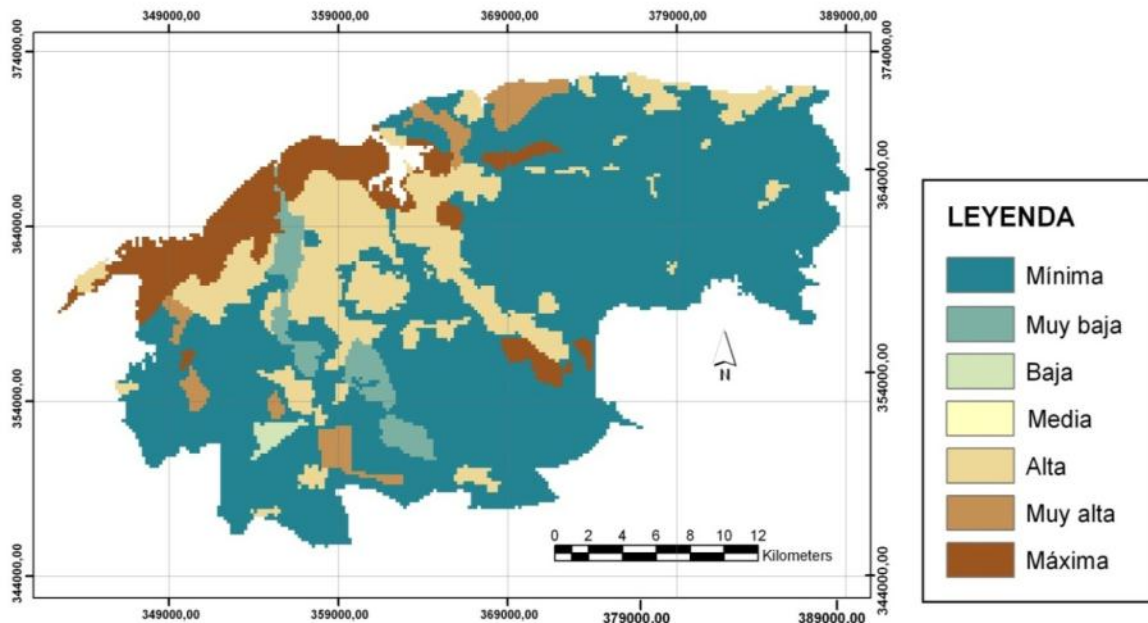 349000,00 359000,00 369000,00 379000,00 389000,00
374000,00 374000,00
364000,00 364000,00
354000,00 354000,00
344000,00 344000,00
N
0 2 4 6 8 10 12
Kilometers
349000,00 359000,00 369000,00 379000,00 389000,00
LEYENDA
Mínima
Muy baja
Baja
Media
Alta
Muy alta
Máxima